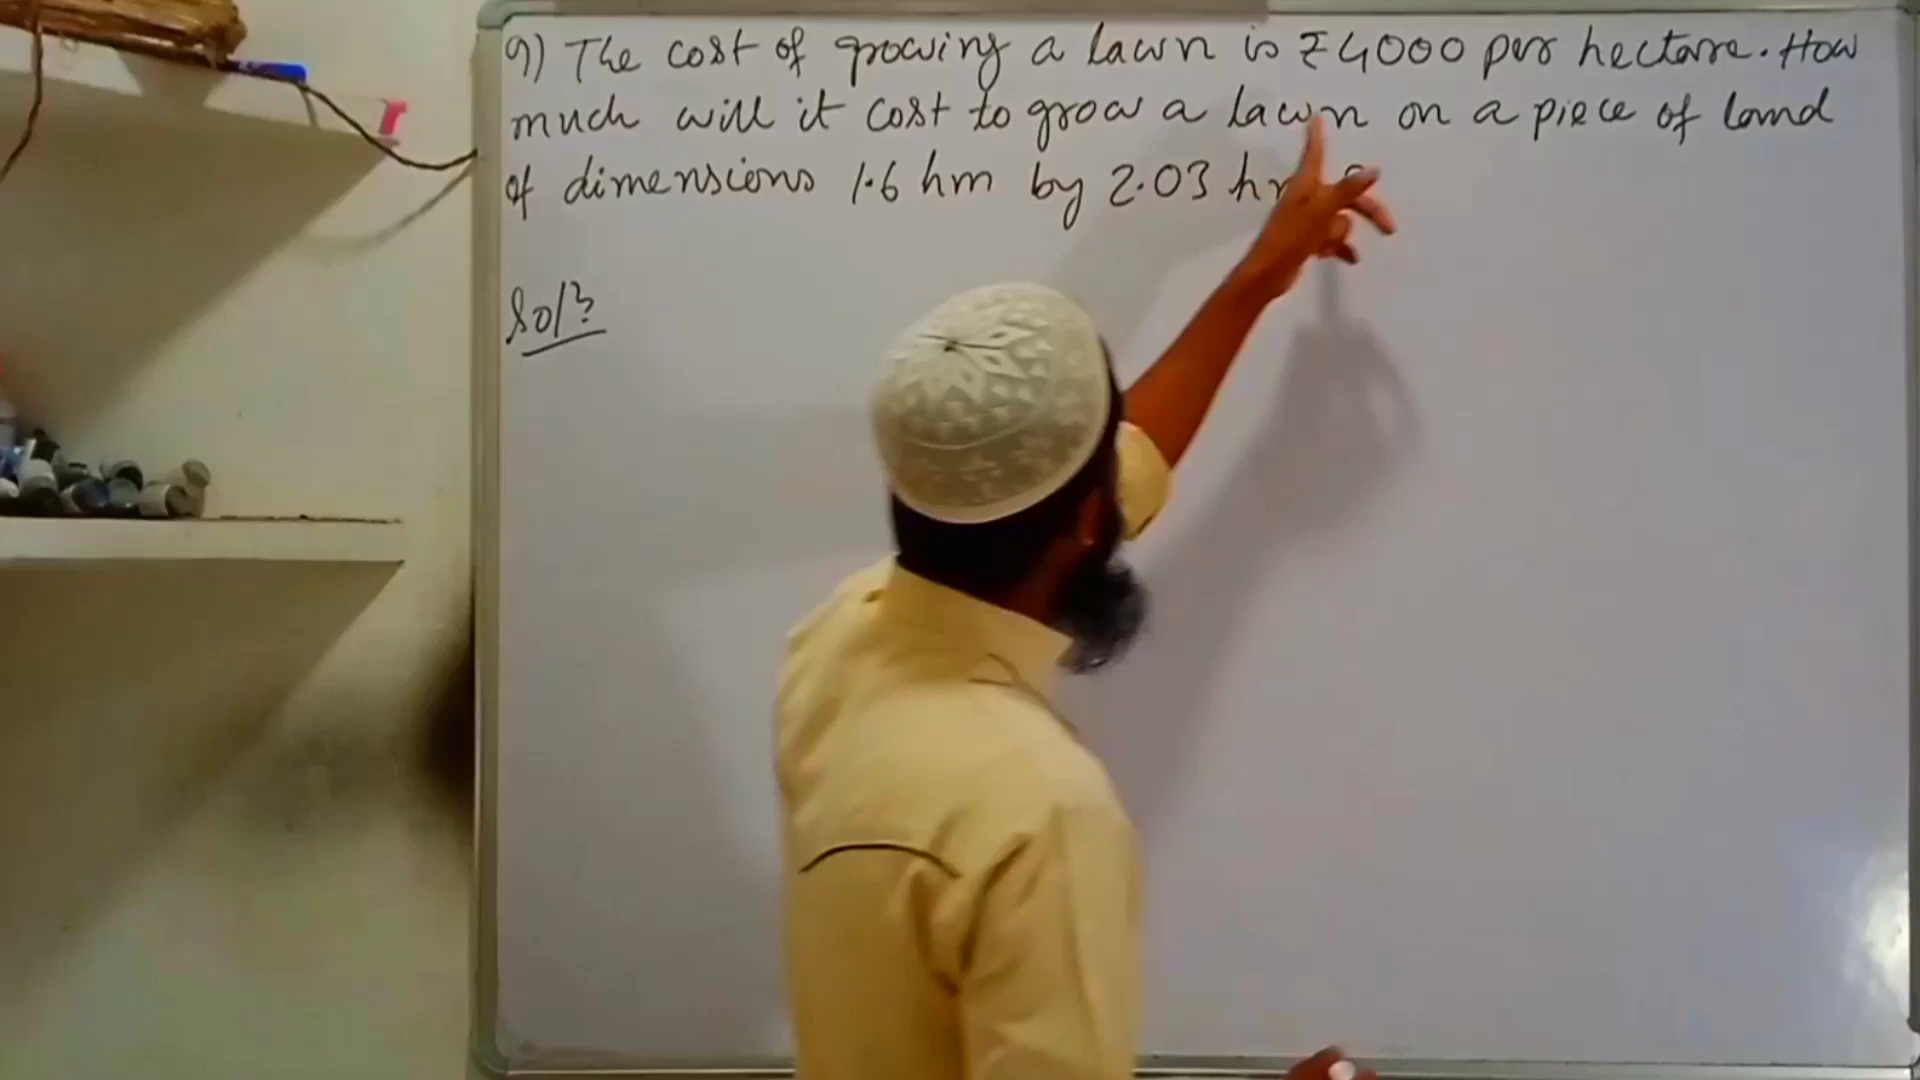 9) The cost of growing a lawn is ₹4000 per hectare. How
much will it cost to grow a lawn on a piece of land
of dimensions 1.6 hm by 2.03
Sol?